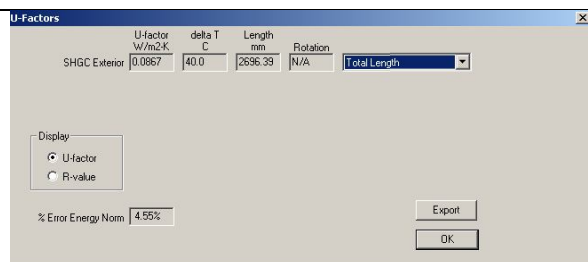 U-Factors
U-factor delta T Length
W/m2-K C mm Rotation
SHGC Exterior 0.0867 40.0 2696.39 N/A Total Length
Display
U-factor
R-value
% Error Energy Norm 4.55%
Export
OK